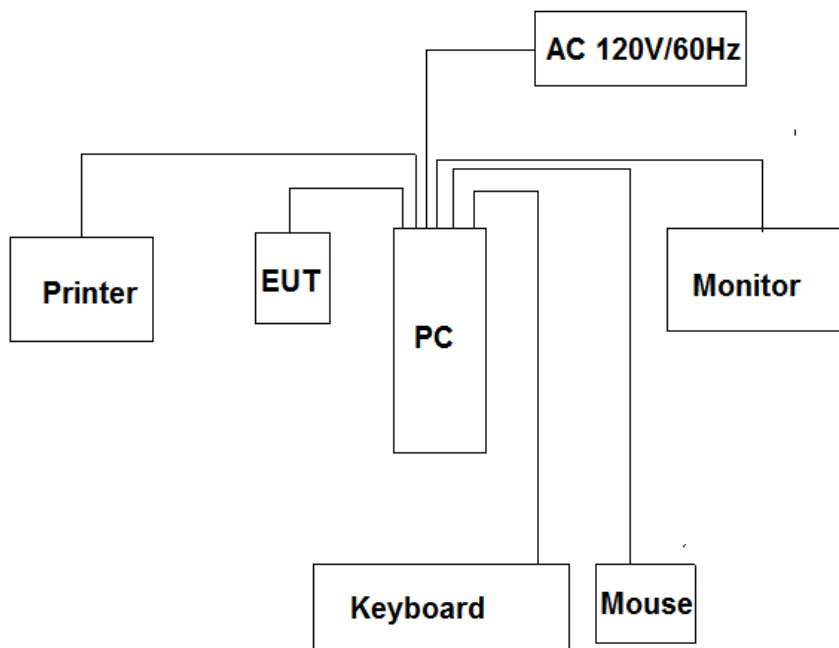 AC 120V/60Hz
Printer
EUT
PC
Monitor
Keyboard
Mouse